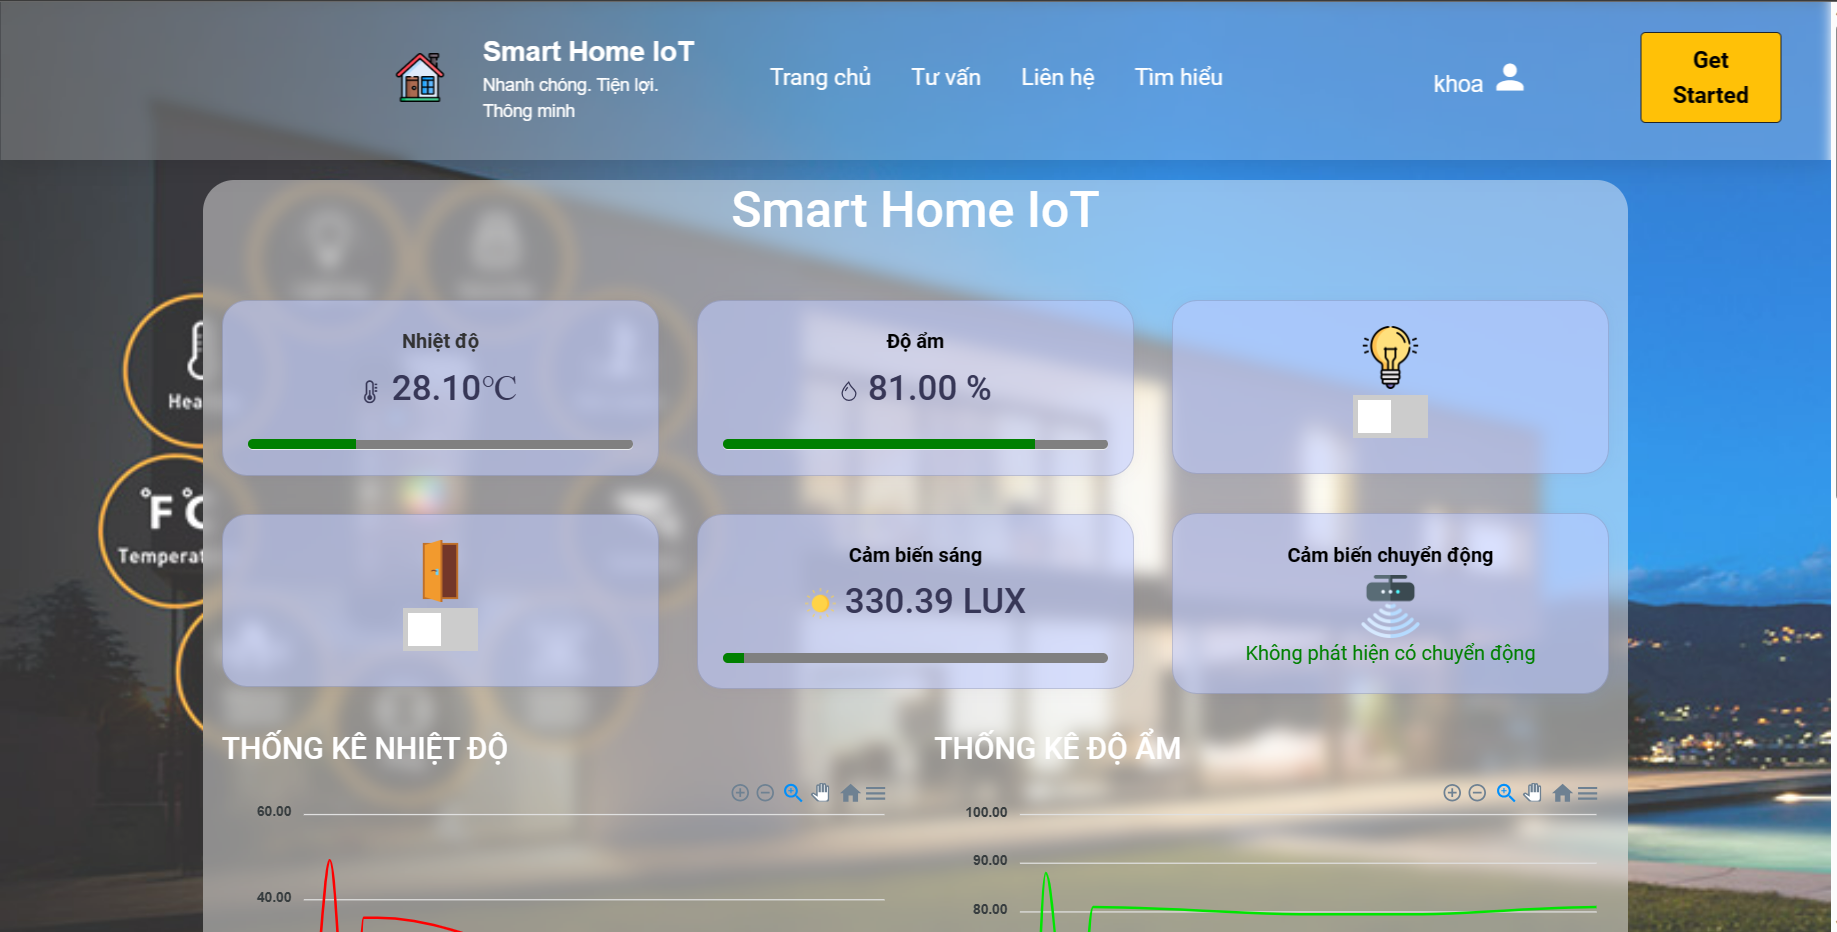 Smart Home IoT
Nhanh chóng. Tiện lợi.
Thông minh
Trang chủ
Tư vấn
Liên hệ
Tìm hiểu
khoa
Get
Started
Smart Home IoT
Nhiệt độ
28.10°C
Độ ẩm
81.00 %
Cảm biến sáng
330.39 LUX
Cảm biến chuyển động
Không phát hiện có chuyển động
°F °C
THỐNG KÊ NHIỆT ĐỘ
60.00
40.00
THỐNG KÊ ĐỘ ẨM
100.00
90.00
80.00